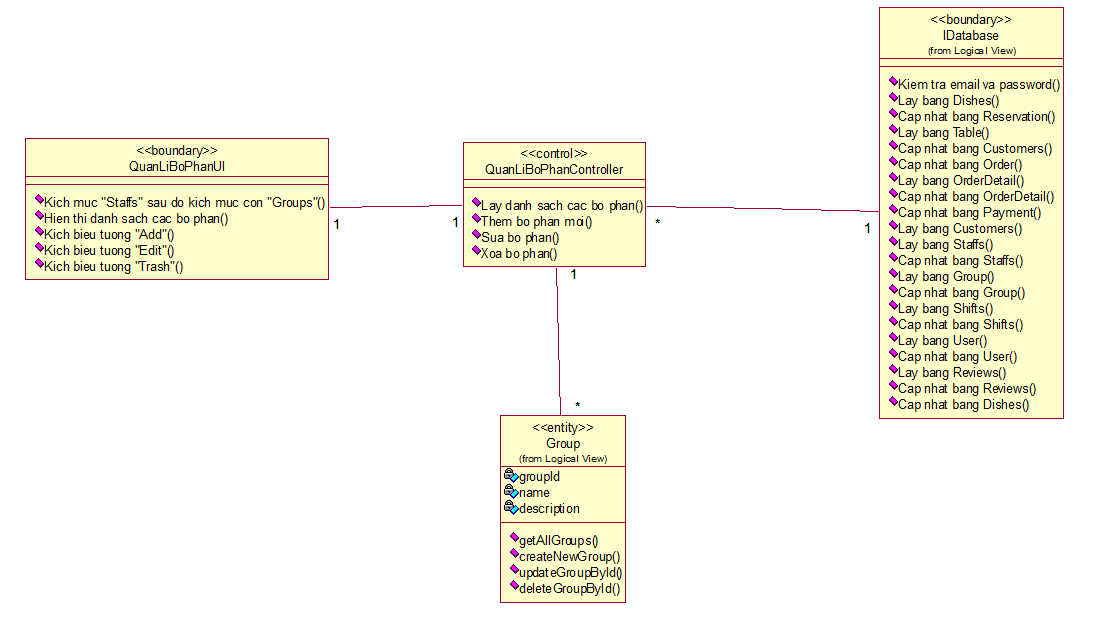 <<boundary>>
QuanLiBoPhanUI
Kich muc "Staffs" sau do kich muc con "Groups"()
Hien thi danh sach cac bo phan()
Kich bieu tuong "Add"()
Kich bieu tuong "Edit"()
Kich bieu tuong "Trash"()
1
1
<<control>>
QuanLiBoPhanController
Lay danh sach cac bo phan()
Them bo phan moi()
Sua bo phan()
Xoa bo phan()
*
1
1
*
<<boundary>>
IDatabase
(from Logical View)
Kiem tra email va password()
Lay bang Dishes()
Cap nhat bang Reservation()
Lay bang Table()
Cap nhat bang Customers()
Cap nhat bang Order()
Lay bang OrderDetail()
Cap nhat bang OrderDetail()
Cap nhat bang Payment()
Lay bang Customers()
Lay bang Staffs()
Cap nhat bang Staffs()
Lay bang Group()
Cap nhat bang Group()
Lay bang Shifts()
Cap nhat bang Shifts()
Lay bang User()
Cap nhat bang User()
Lay bang Reviews()
Cap nhat bang Reviews()
Cap nhat bang Dishes()
<<entity>>
Group
(from Logical View)
groupId
name
description
getAllGroups()
createNewGroup()
updateGroupById()
deleteGroupById()